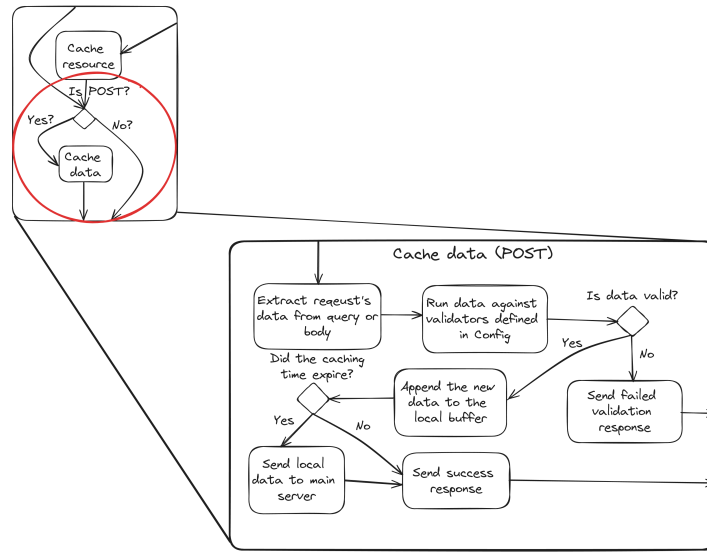 Cache
resource
Is POST?
Yes?
No?
Cache
data
Cache data (POST)
Extract reqeust's
data from query or
body
Run data against
validators defined
in Config
Is data valid?
Yes
No
Did the caching
time expire?
Append the new
data to the
local buffer
Send failed
validation
response
Yes
No
Send local
data to main
server
Send success
response